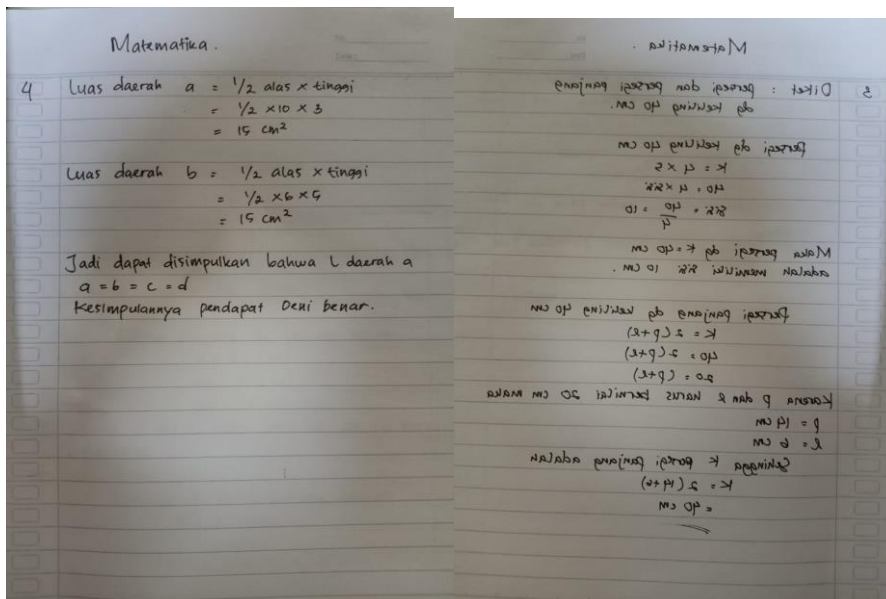 Matematika.
4
Luas daerah a = 1/2 alas x tinggi
= 1/2 x 10 x 3
= 15 cm²
Luas daerah b = 1/2 alas x tinggi
= 1/2 x 6 x 5
= 15 cm²
Jadi dapat disimpulkan bahwa L daerah a
a = b = c = d
Kesimpulannya pendapat Deni benar.
Matematika.
3
Diket : persegi dan persegi panjang
dg keliling 40 cm.
Persegi dg keliling 40 cm
K = 4 x s
40 = 4 x sisi
sisi = 40/4 = 10
Maka persegi dg K = 40 cm
adalah memiliki sisi 10 cm.
Persegi panjang dg keliling 40 cm
K = 2 (p+l)
40 = 2 (p+l)
20 = (p+l)
Karena p dan l harus bernilai 20 cm maka
p = 14 cm
l = 6 cm
Sehingga K persegi panjang adalah
K = 2 (14+6)
= 40 cm